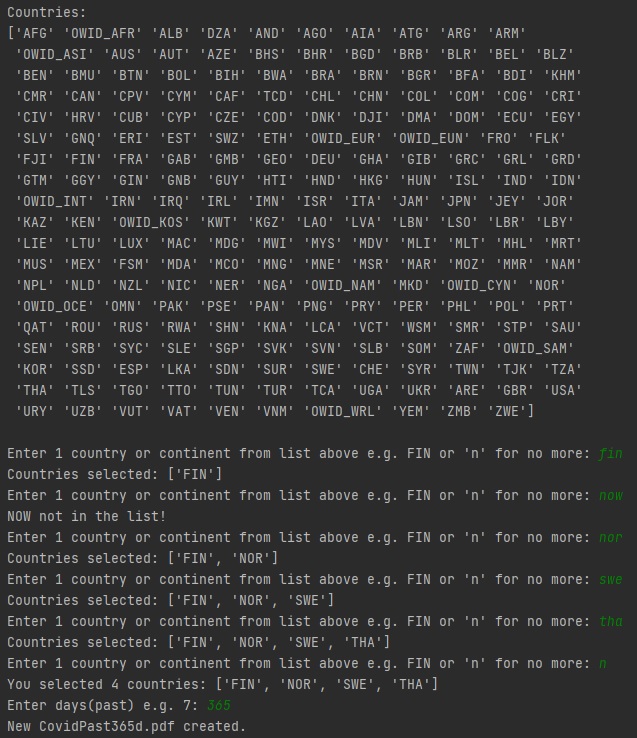 Countries:
['AFG' 'OWID_AFR' 'ALB' 'DZA' 'AND' 'AGO' 'AIA' 'ATG' 'ARG' 'ARM'
'OWID_ASI' 'AUS' 'AUT' 'AZE' 'BHS' 'BHR' 'BGD' 'BRB' 'BLR' 'BEL' 'BLZ'
'BEN' 'BMU' 'BTN' 'BOL' 'BIH' 'BWA' 'BRA' 'BRN' 'BGR' 'BFA' 'BDI' 'KHM'
'CMR' 'CAN' 'CPV' 'CYM' 'CAF' 'TCD' 'CHL' 'CHN' 'COL' 'COM' 'COG' 'CRI'
'CIV' 'HRV' 'CUB' 'CYP' 'CZE' 'COD' 'DNK' 'DJI' 'DMA' 'DOM' 'ECU' 'EGY'
'SLV' 'GNQ' 'ERI' 'EST' 'SWZ' 'ETH' 'OWID_EUR' 'OWID_EUN' 'FRO' 'FLK'
'FJI' 'FIN' 'FRA' 'GAB' 'GMB' 'GEO' 'DEU' 'GHA' 'GIB' 'GRC' 'GRL' 'GRD'
'GTM' 'GGY' 'GIN' 'GNB' 'GUY' 'HTI' 'HND' 'HKG' 'HUN' 'ISL' 'IND' 'IDN'
'OWID_INT' 'IRN' 'IRQ' 'IRL' 'IMN' 'ISR' 'ITA' 'JAM' 'JPN' 'JEY' 'JOR'
'KAZ' 'KEN' 'OWID_KOS' 'KWT' 'KGZ' 'LAO' 'LVA' 'LBN' 'LSO' 'LBR' 'LBY'
'LIE' 'LTU' 'LUX' 'MAC' 'MDG' 'MWI' 'MYS' 'MDV' 'MLI' 'MLT' 'MHL' 'MRT'
'MUS' 'MEX' 'FSM' 'MDA' 'MCO' 'MNG' 'MNE' 'MSR' 'MAR' 'MOZ' 'MMR' 'NAM'
'NPL' 'NLD' 'NZL' 'NIC' 'NER' 'NGA' 'OWID_NAM' 'MKD' 'OWID_CYN' 'NOR'
'OWID_OCE' 'OMN' 'PAK' 'PSE' 'PAN' 'PNG' 'PRY' 'PER' 'PHL' 'POL' 'PRT'
'QAT' 'ROU' 'RUS' 'RWA' 'SHN' 'KNA' 'LCA' 'VCT' 'WSM' 'SMR' 'STP' 'SAU'
'SEN' 'SRB' 'SYC' 'SLE' 'SGP' 'SVK' 'SVN' 'SLB' 'SOM' 'ZAF' 'OWID_SAM'
'KOR' 'SSD' 'ESP' 'LKA' 'SDN' 'SUR' 'SWE' 'CHE' 'SYR' 'TWN' 'TJK' 'TZA'
'THA' 'TLS' 'TGO' 'TTO' 'TUN' 'TUR' 'TCA' 'UGA' 'UKR' 'ARE' 'GBR' 'USA'
'URY' 'UZB' 'VUT' 'VAT' 'VEN' 'VNM' 'OWID_WRL' 'YEM' 'ZMB' 'ZWE']
Enter 1 country or continent from list above e.g. FIN or 'n' for no more: fin
Countries selected: ['FIN']
Enter 1 country or continent from list above e.g. FIN or 'n' for no more: now
NOW not in the list!
Enter 1 country or continent from list above e.g. FIN or 'n' for no more: nor
Countries selected: ['FIN', 'NOR']
Enter 1 country or continent from list above e.g. FIN or 'n' for no more: swe
Countries selected: ['FIN', 'NOR', 'SWE']
Enter 1 country or continent from list above e.g. FIN or 'n' for no more: tha
Countries selected: ['FIN', 'NOR', 'SWE', 'THA']
Enter 1 country or continent from list above e.g. FIN or 'n' for no more: n
You selected 4 countries: ['FIN', 'NOR', 'SWE', 'THA']
Enter days(past) e.g. 7: 365
New CovidPast365d.pdf created.